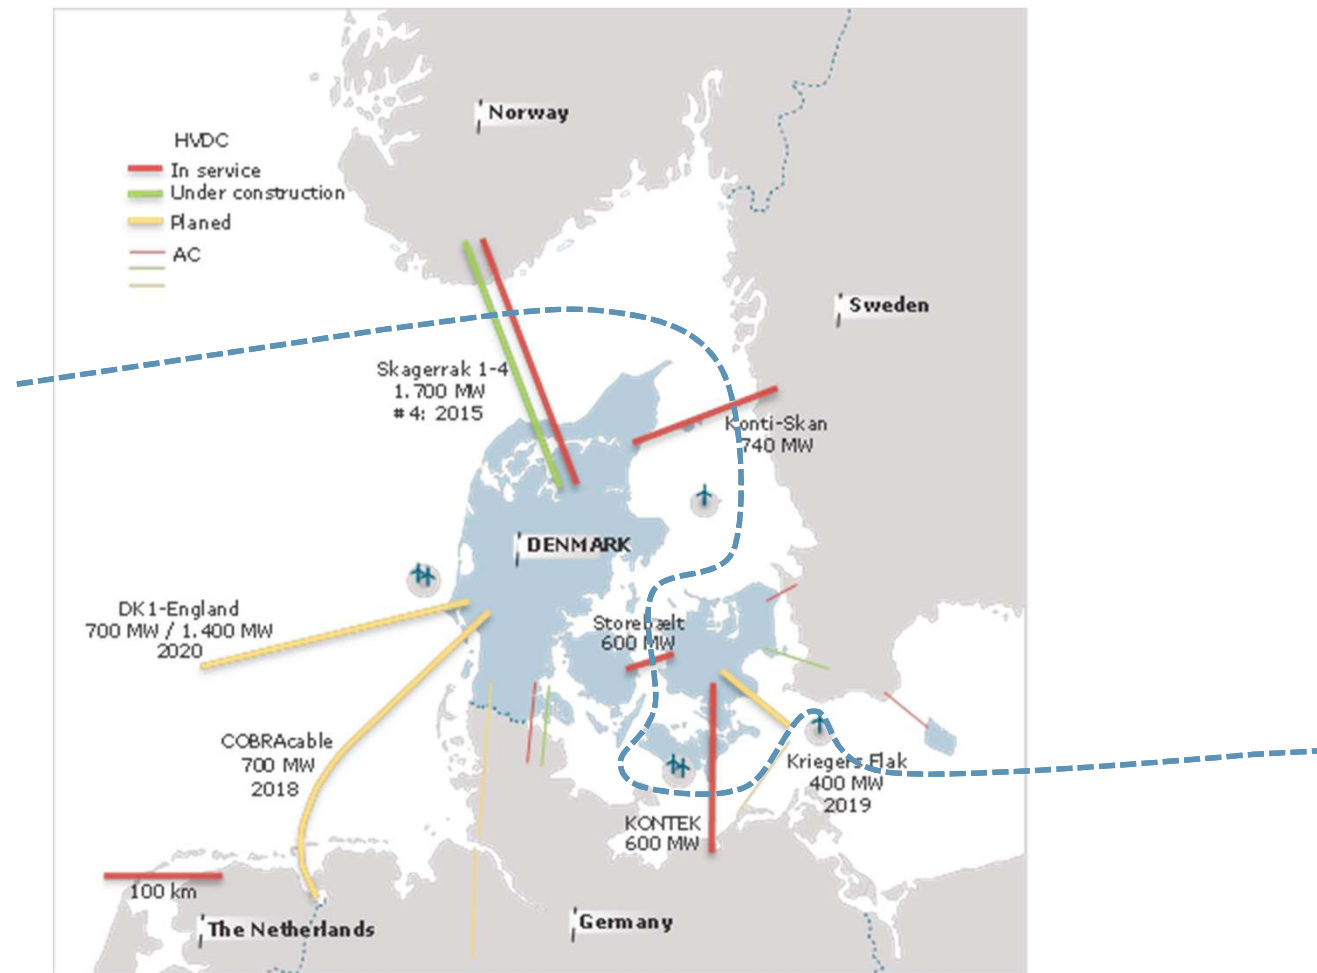 Norway
HVDC
In service
Under construction
Planed
AC
Sweden
Skagerrak 1-4
1.700 MW
#4: 2015
Konti-Skan
740 MW
DENMARK
DK1-England
700 MW / 1.400 MW
2020
Storebælt
600 MW
COBRAcable
700 MW
2018
Kriegers Flak
400 MW
2019
KONTEK
600 MW
100 km
The Netherlands
Germany